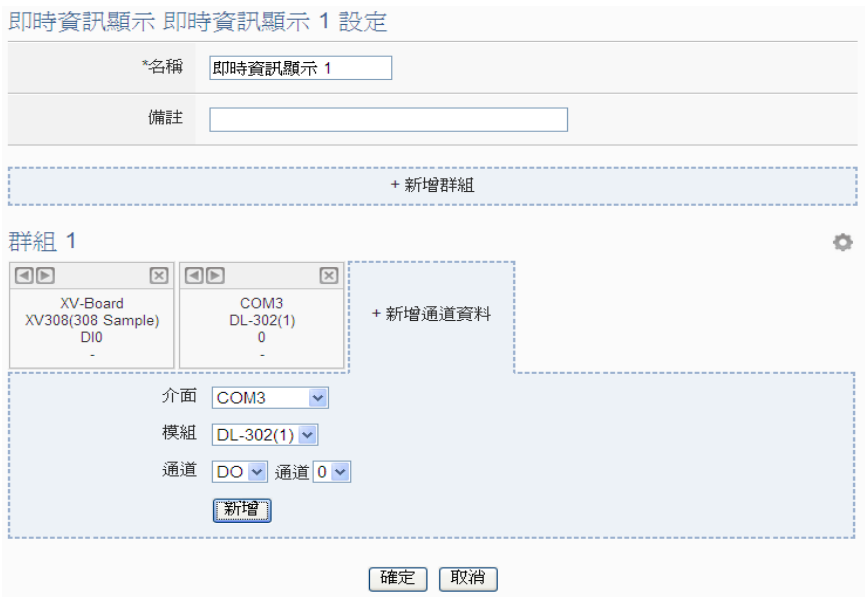 即時資訊顯示 即時資訊顯示 1 設定
*名稱 即時資訊顯示 1
備註
+ 新增群組
群組 1
XV-Board
XV308(308 Sample)
DI0
-
COM3
DL-302(1)
0
-
+ 新增通道資料
介面 COM3
模組 DL-302(1)
通道 DO 通道 0
新增
確定 取消